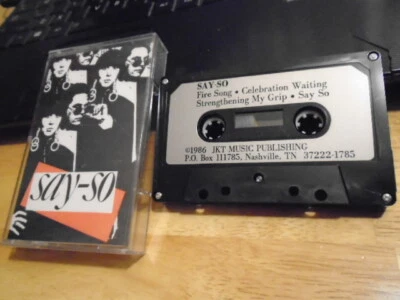 say-so
SAY-SO
Fire Song • Celebration Waiting
Strengthening My Grip • Say So
©1986 JKT MUSIC PUBLISHING
P.O. Box 111785, Nashville, TN 37222-1785